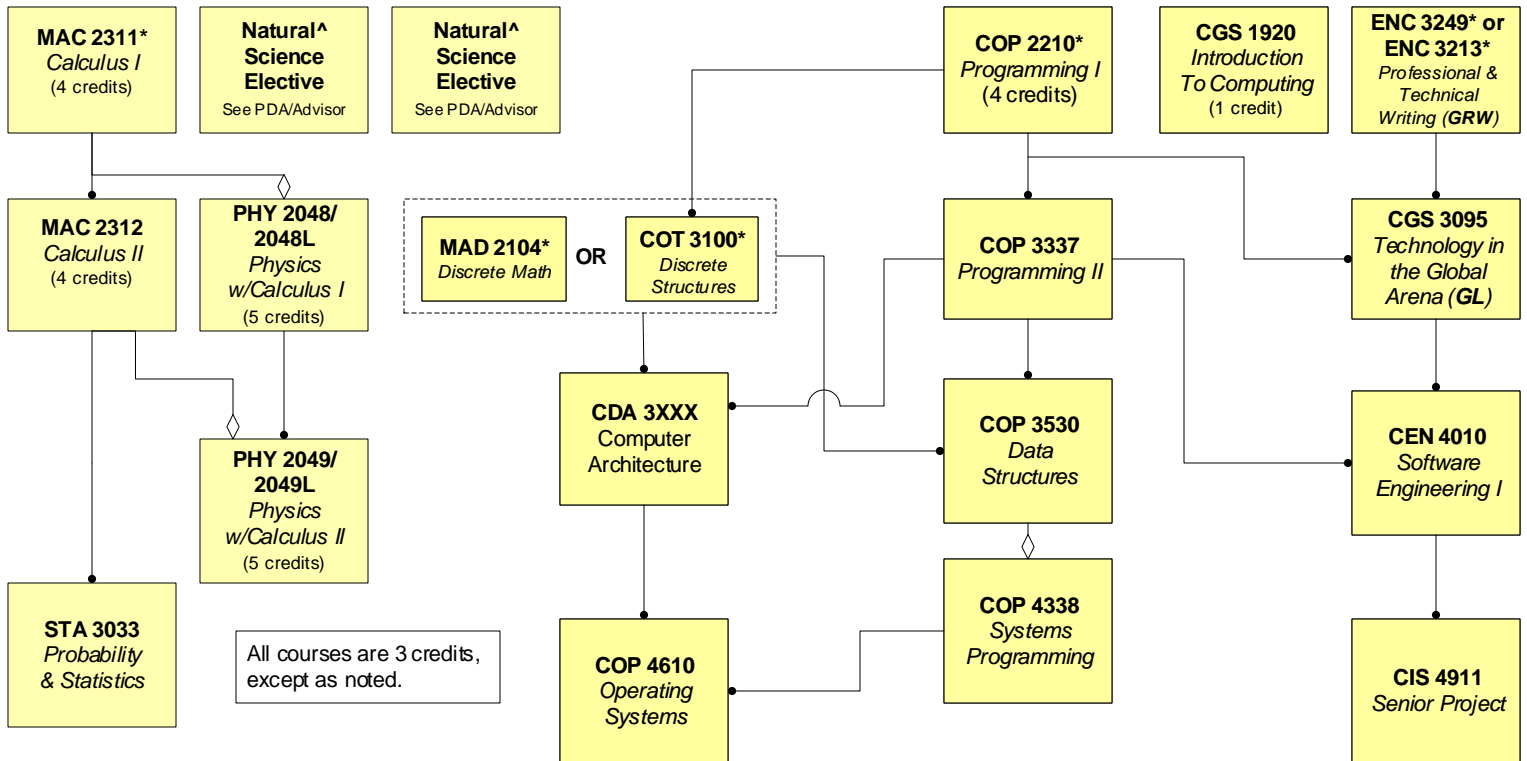 MAC 2311*
Calculus I
(4 credits)
Natural^
Science
Elective
See PDA/Advisor
Natural^
Science
Elective
See PDA/Advisor
COP 2210*
Programming I
(4 credits)
CGS 1920
Introduction
To Computing
(1 credit)
ENC 3249* or
ENC 3213*
Professional &
Technical
Writing (GRW)
MAC 2312
Calculus II
(4 credits)
PHY 2048/
2048L
Physics
w/Calculus I
(5 credits)
MAD 2104*
Discrete Math
OR
COT 3100*
Discrete
Structures
COP 3337
Programming II
CGS 3095
Technology in
the Global
Arena (GL)
CDA 3XXX
Computer
Architecture
COP 3530
Data
Structures
CEN 4010
Software
Engineering I
PHY 2049/
2049L
Physics
w/Calculus II
(5 credits)
STA 3033
Probability
& Statistics
All courses are 3 credits,
except as noted.
COP 4610
Operating
Systems
COP 4338
Systems
Programming
CIS 4911
Senior Project